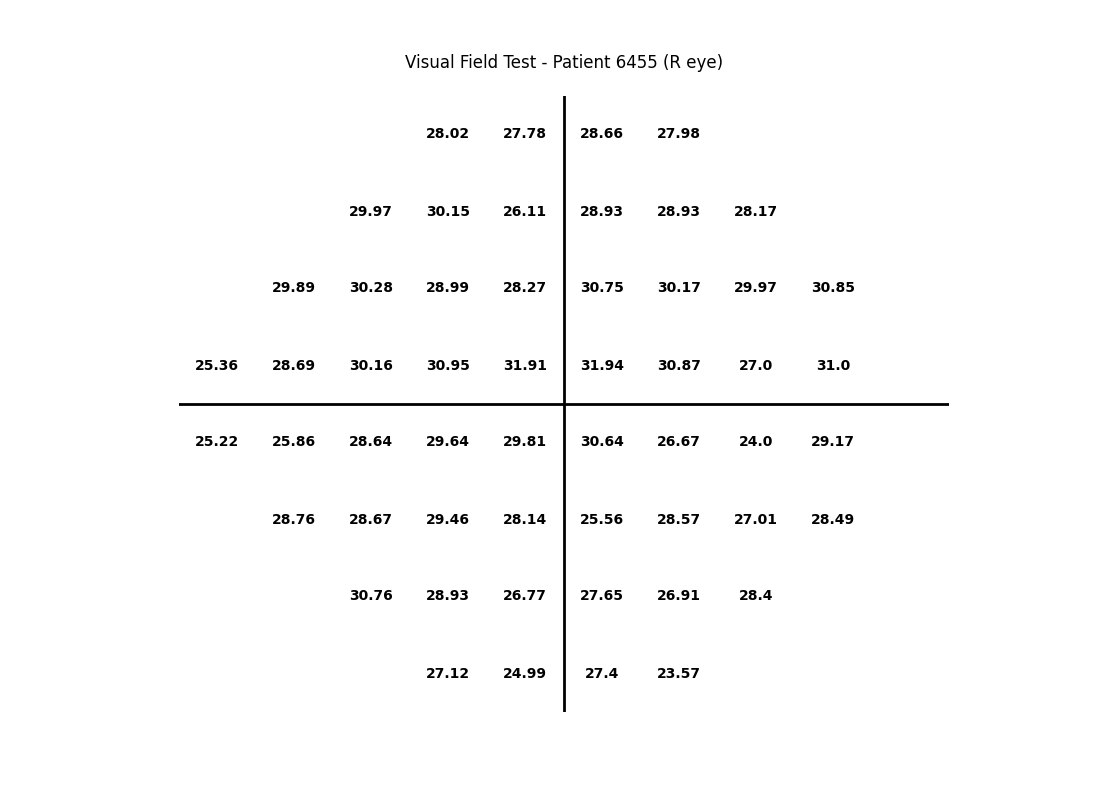 Visual Field Test - Patient 6455 (R eye)
28.02 27.78 28.66 27.98
29.97 30.15 26.11 28.93 28.93 28.17
29.89 30.28 28.99 28.27 30.75 30.17 29.97 30.85
25.36 28.69 30.16 30.95 31.91 31.94 30.87 27.0 31.0
25.22 25.86 28.64 29.64 29.81 30.64 26.67 24.0 29.17
28.76 28.67 29.46 28.14 25.56 28.57 27.01 28.49
30.76 28.93 26.77 27.65 26.91 28.4
27.12 24.99 27.4 23.57